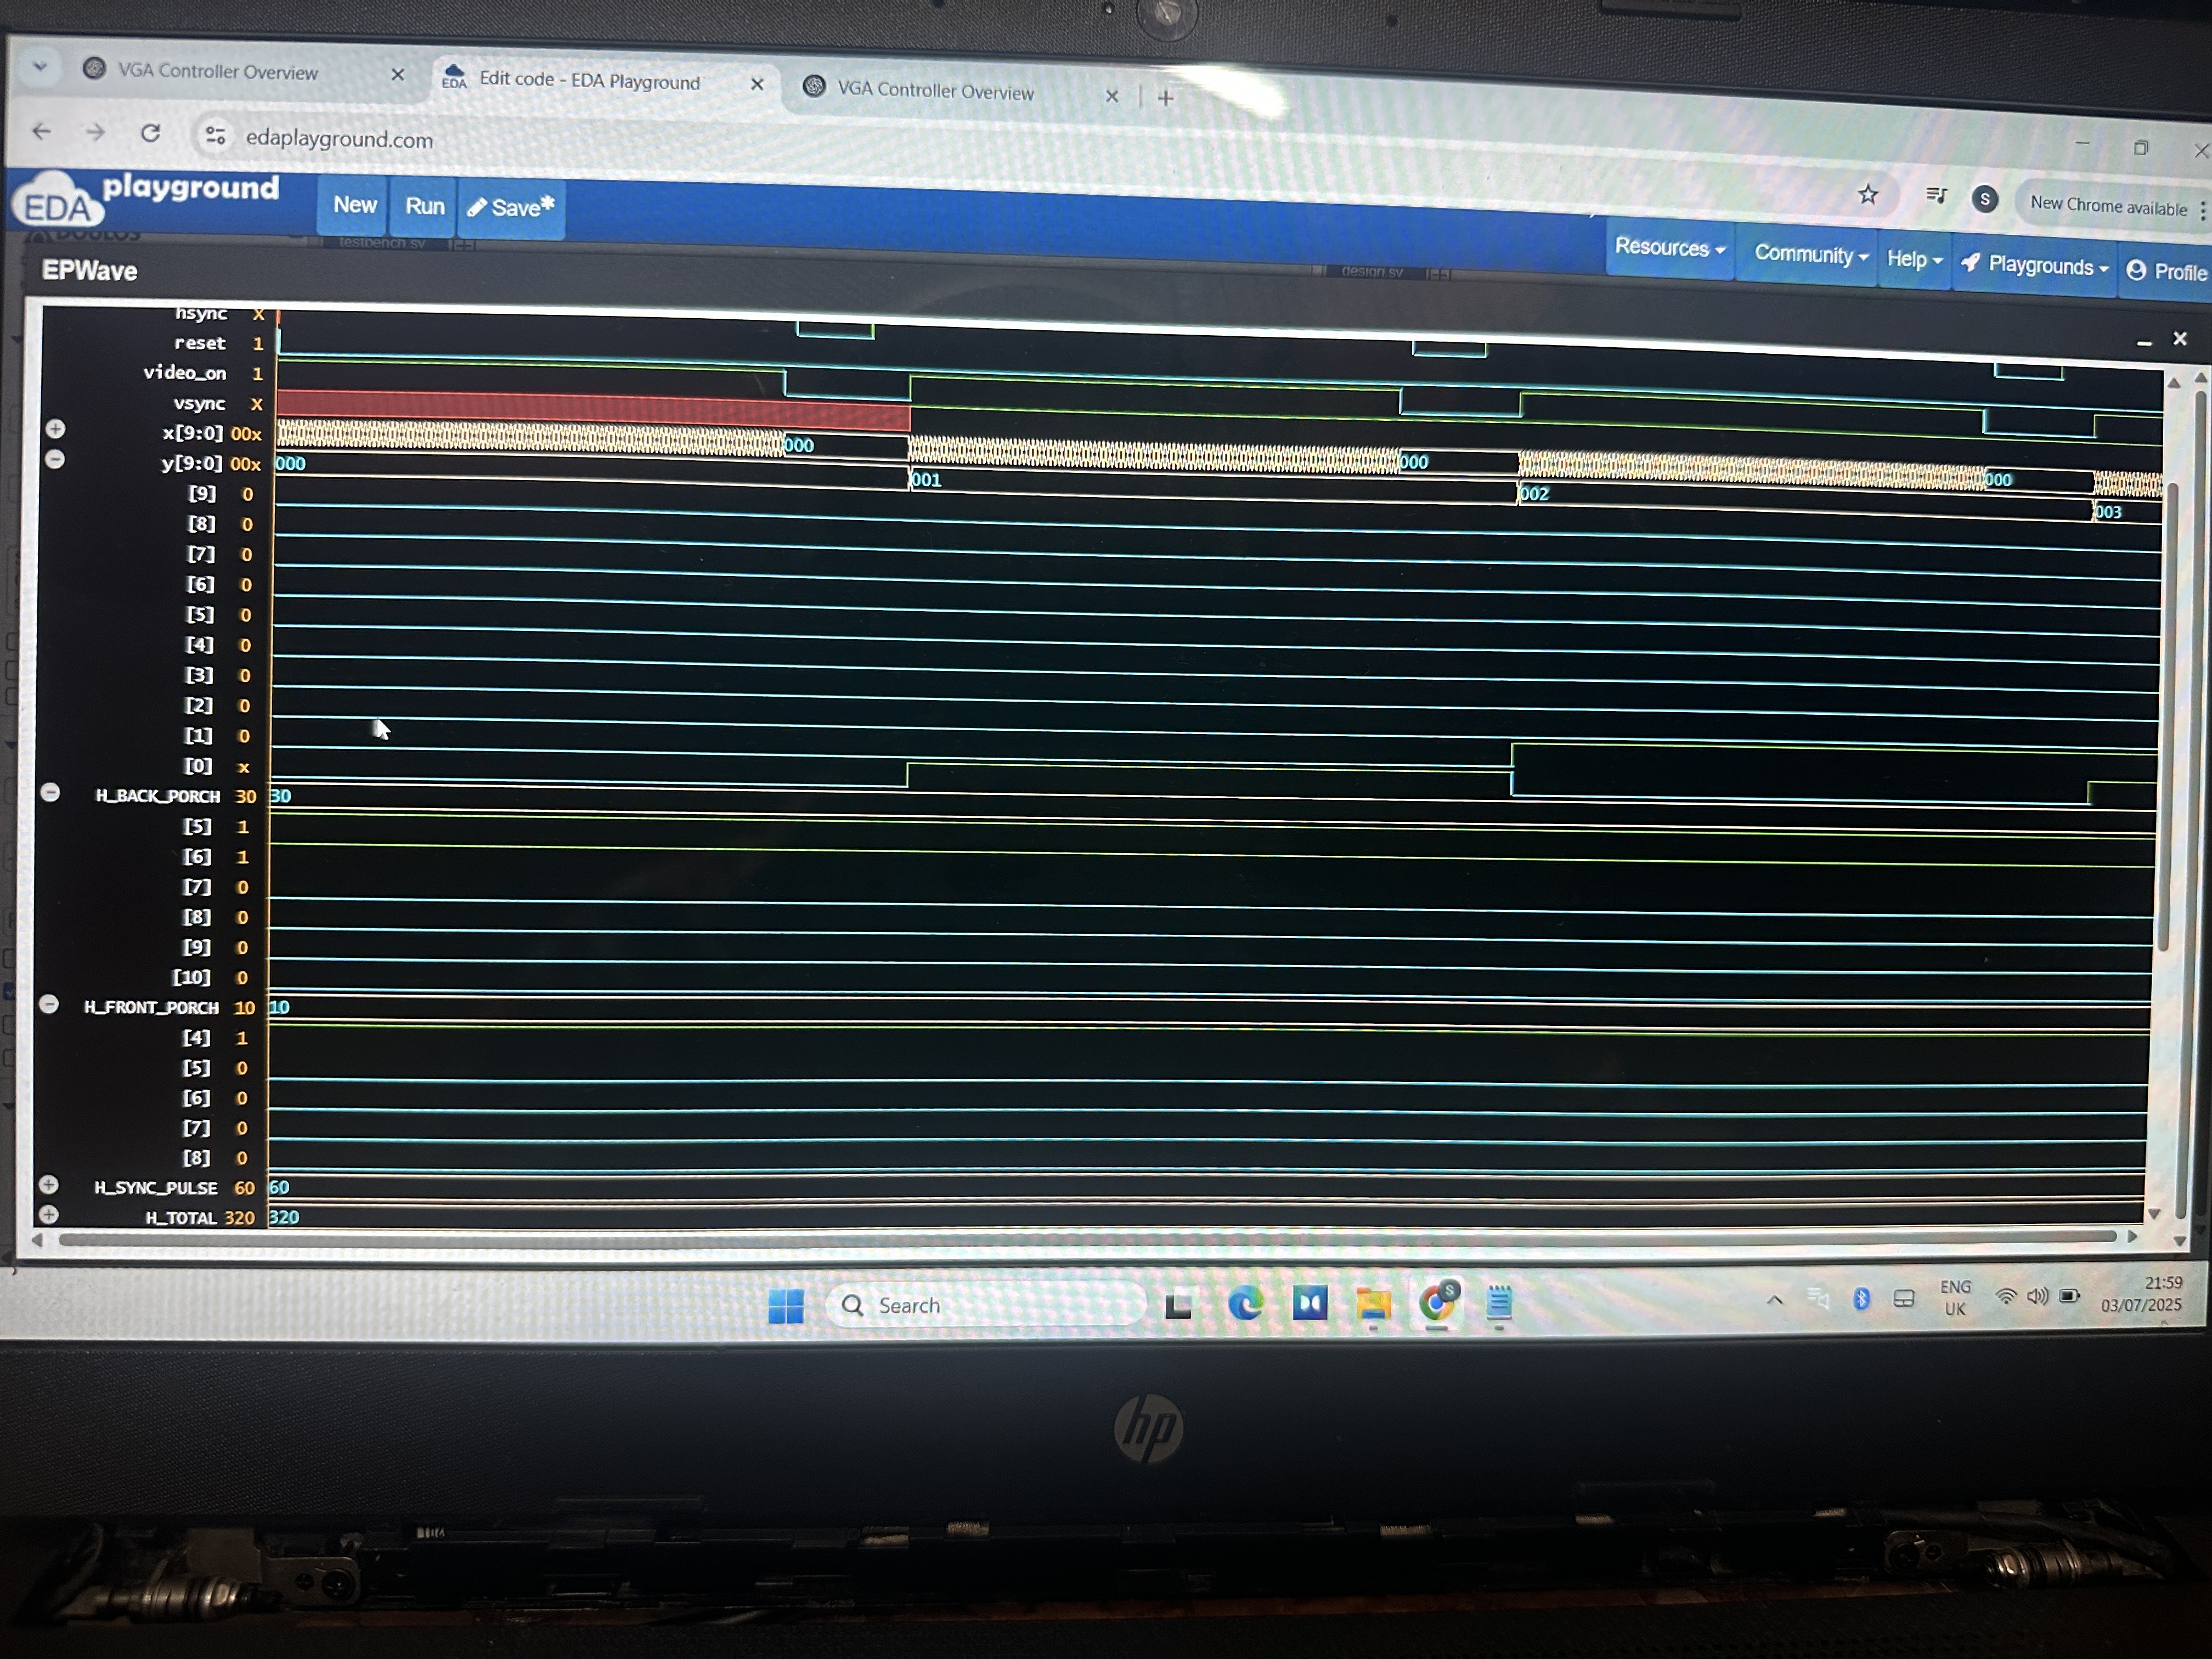 VGA Controller Overview
Edit code - EDA Playground
VGA Controller Overview
edaplayground.com
New Chrome available
EDA playground
New
Run
Save*
Resources
Community
Help
Playgrounds
Profile
testbench.sv
design.sv
EPWave
hsync x
reset 1
video_on 1
vsync X
x[9:0] 00x 000 000 000
y[9:0] 00x 000 001 002 003
[9] 0
[8] 0
[7] 0
[6] 0
[5] 0
[4] 0
[3] 0
[2] 0
[1] 0
[0] x
H_BACK_PORCH 30 30
[5] 1
[6] 1
[7] 0
[8] 0
[9] 0
[10] 0
H_FRONT_PORCH 10 10
[4] 1
[5] 0
[6] 0
[7] 0
[8] 0
H_SYNC_PULSE 60 60
H_TOTAL 320 320
Search
S
ENG
UK
21:59
03/07/2025
hp